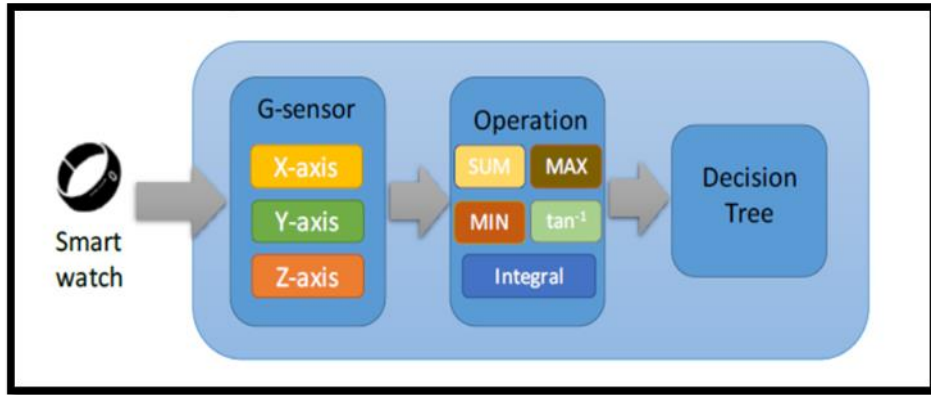 Smart
watch
G-sensor
X-axis
Y-axis
Z-axis
Operation
SUM MAX
MIN tan⁻¹
Integral
Decision
Tree